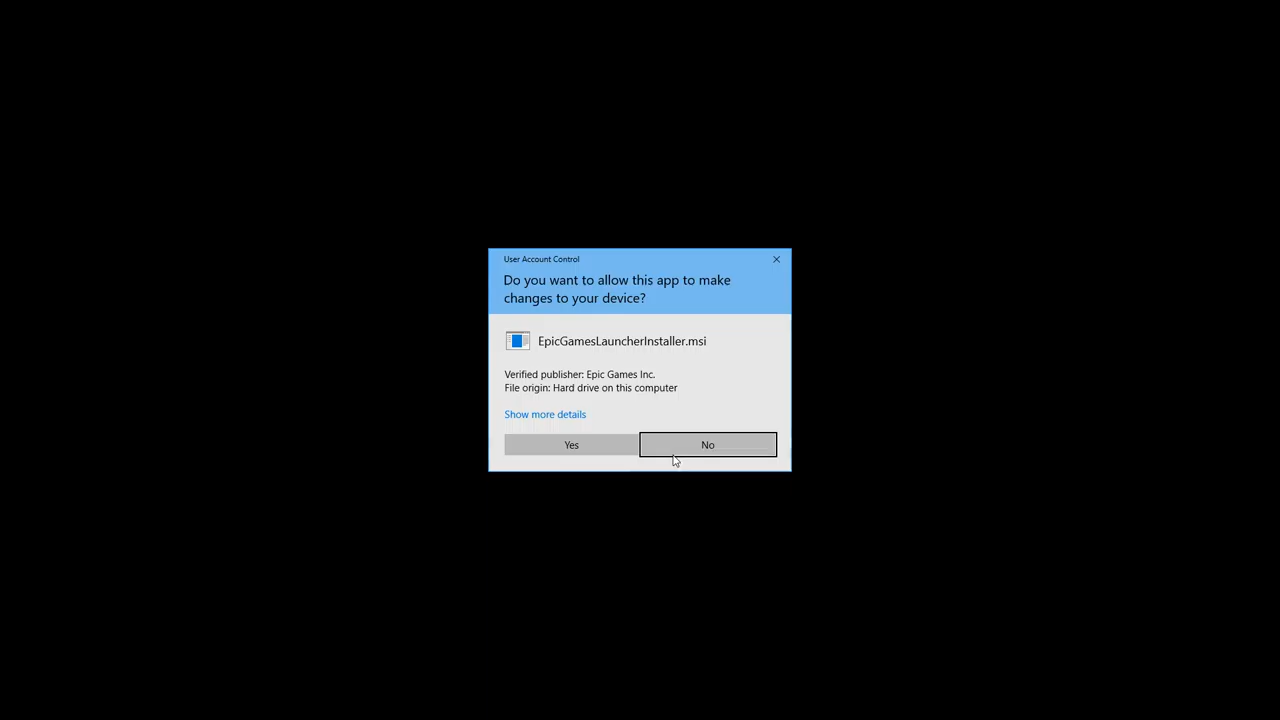 User Account Control
Do you want to allow this app to make
changes to your device?
EpicGamesLauncherInstaller.msi
Verified publisher: Epic Games Inc.
File origin: Hard drive on this computer
Show more details
Yes
No